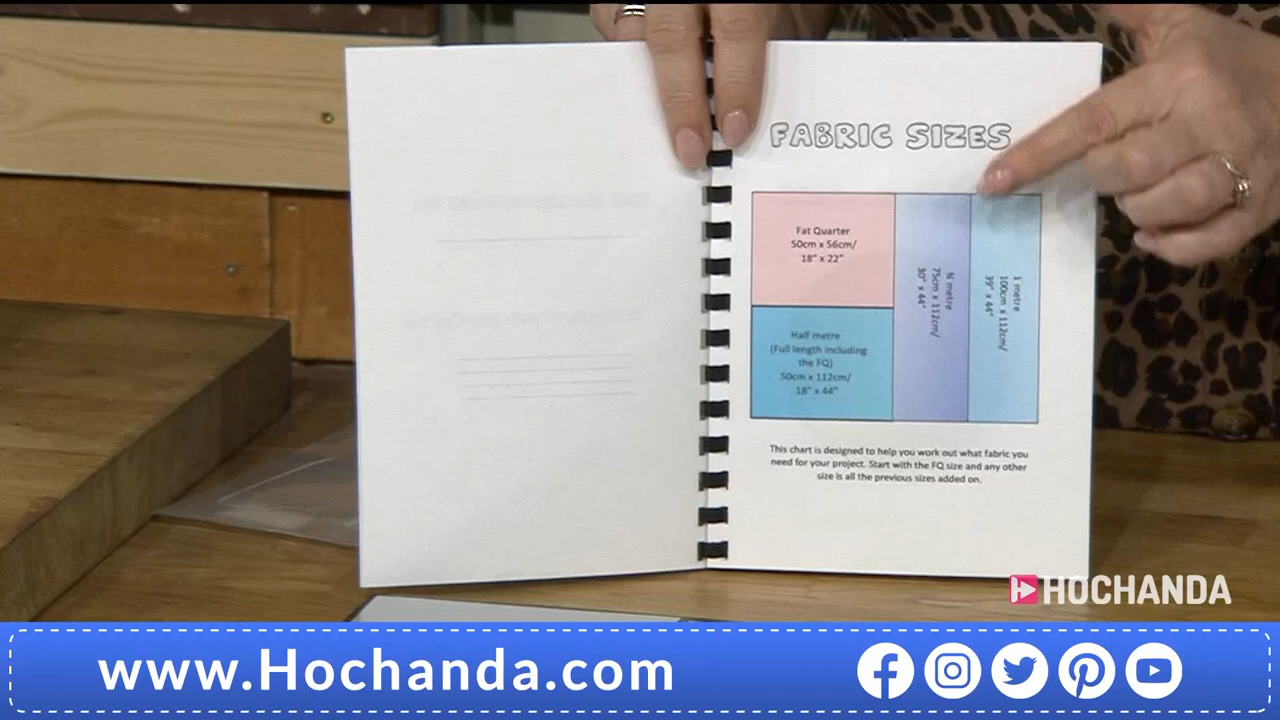 FABRIC SIZES
Fat Quarter
50cm x 56cm/
18" x 22"
Half metre
(Full length including
the FQ)
50cm x 112cm/
18" x 44"
¾ metre
75cm x 112cm/
30" x 44"
1 metre
100cm x 112cm/
39" x 44"
This chart is designed to help you work out what fabric you
need for your project. Start with the FQ size and any other
size is all the previous sizes added on.
HOCHANDA
www.Hochanda.com